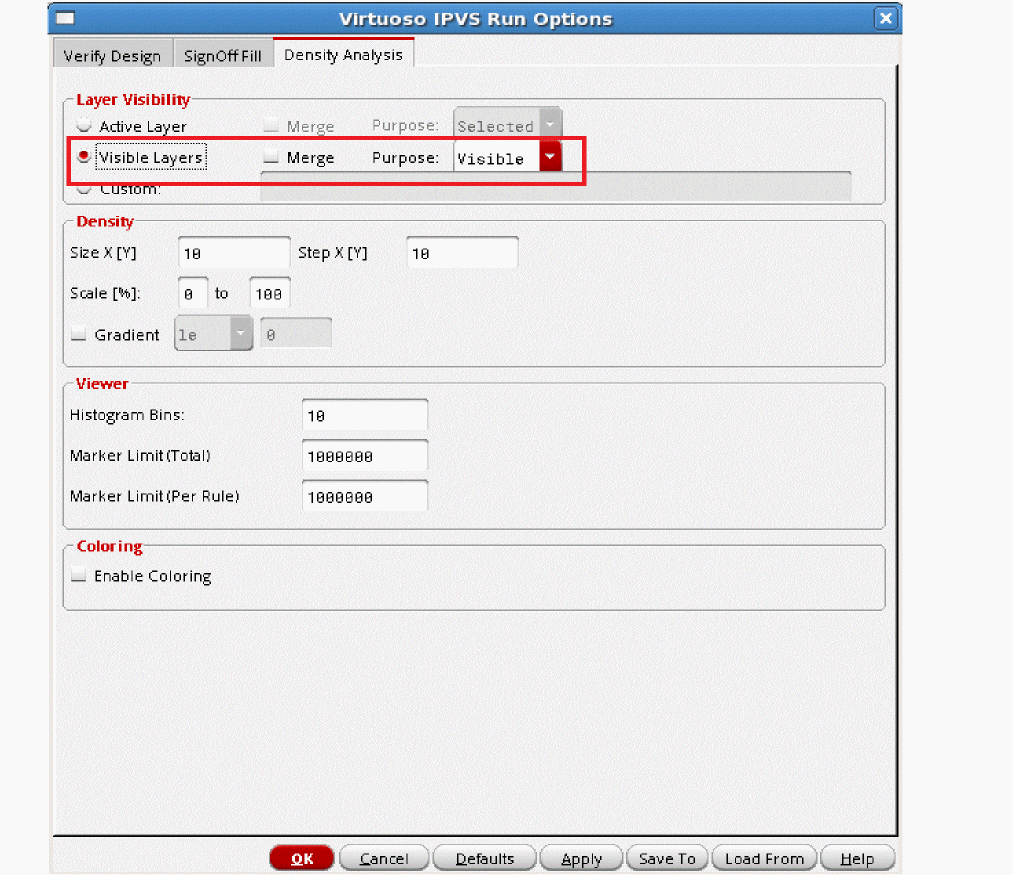 Virtuoso IPVS Run Options
Verify Design SignOff Fill Density Analysis
Layer Visibility
Active Layer Merge Purpose: Selected
Visible Layers Merge Purpose: Visible
Custom:
Density
Size X [Y] 10 Step X [Y] 10
Scale [%]: 0 to 100
Gradient le 0
Viewer
Histogram Bins: 10
Marker Limit (Total) 1000000
Marker Limit (Per Rule) 1000000
Coloring
Enable Coloring
OK Cancel Defaults Apply Save To Load From Help